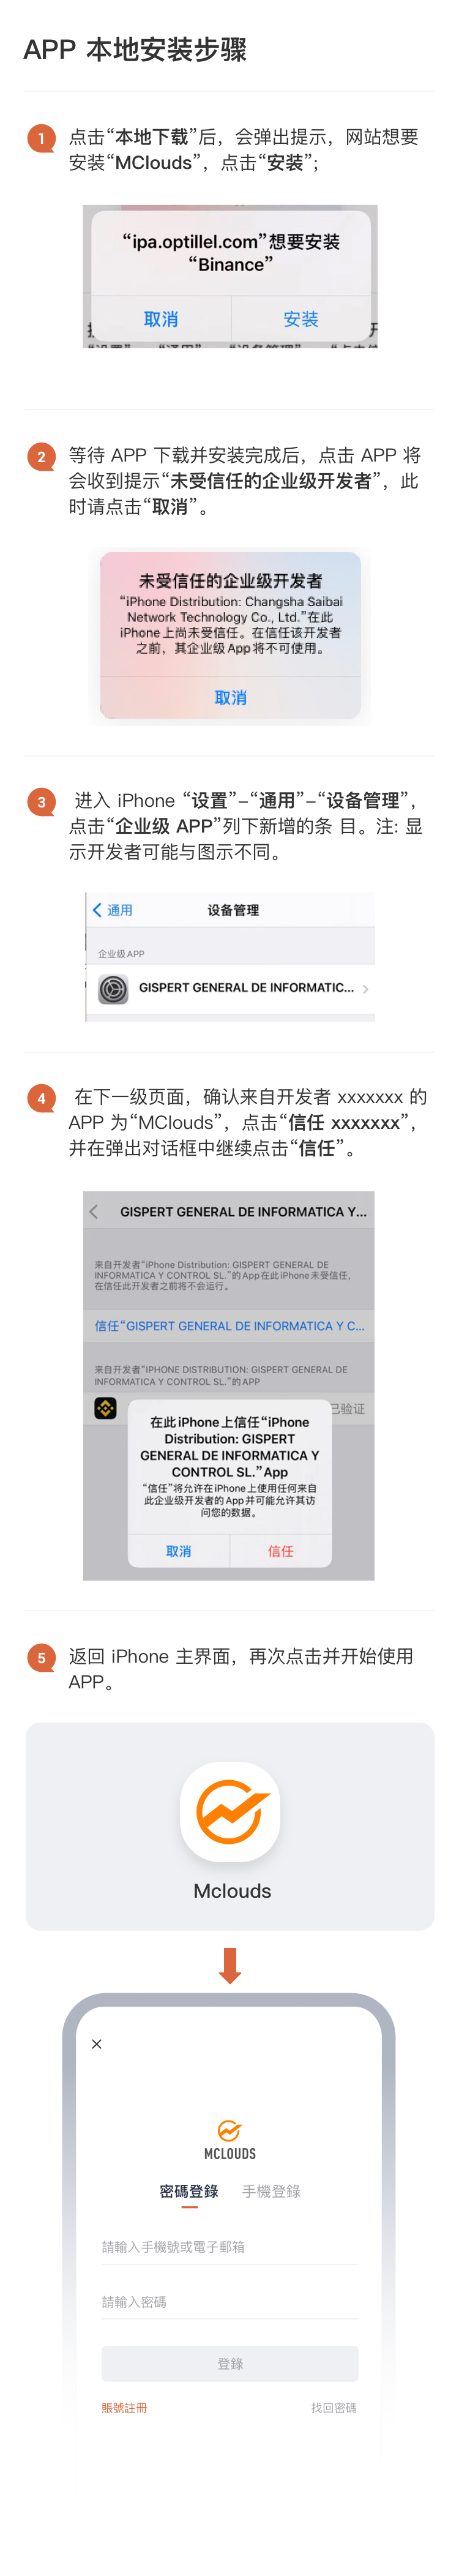 APP 本地安装步骤
1
点击“本地下载”后，会弹出提示，网站想要
安装“MClouds”，点击“安装”；
“ipa.optillel.com”想要安装
“Binance”
取消
安装
2
等待 APP 下载并安装完成后，点击 APP 将
会收到提示“未受信任的企业级开发者”，此
时请点击“取消”。
未受信任的企业级开发者
“iPhone Distribution: Changsha Saibai
Network Technology Co., Ltd.”在此
iPhone上尚未受信任。在信任该开发者
之前，其企业级App将不可使用。
取消
3
进入 iPhone “设置”–“通用”–“设备管理”，
点击“企业级 APP”列下新增的条 目。注: 显
示开发者可能与图示不同。
通用
设备管理
企业级APP
GISPERT GENERAL DE INFORMATIC...
4
在下一级页面，确认来自开发者 xxxxxxx 的
APP 为“MClouds”，点击“信任 xxxxxxx”，
并在弹出对话框中继续点击“信任”。
GISPERT GENERAL DE INFORMATICA Y...
来自开发者“iPhone Distribution: GISPERT GENERAL DE
INFORMATICA Y CONTROL SL.”的App在此iPhone未受信任，
在信任此开发者之前将不会运行。
信任“GISPERT GENERAL DE INFORMATICA Y C...
来自开发者“IPHONE DISTRIBUTION: GISPERT GENERAL DE
INFORMATICA Y CONTROL SL.”的APP
已验证
在此iPhone上信任“iPhone
Distribution: GISPERT
GENERAL DE INFORMATICA Y
CONTROL SL.”App
“信任”将允许在iPhone上使用任何来自
此企业级开发者的App并可能允许其访
问您的数据。
取消
信任
5
返回 iPhone 主界面，再次点击并开始使用
APP。
Mclouds
MCLOUDS
密碼登錄
手機登錄
請輸入手機號或電子郵箱
請輸入密碼
登錄
賬號註冊
找回密碼